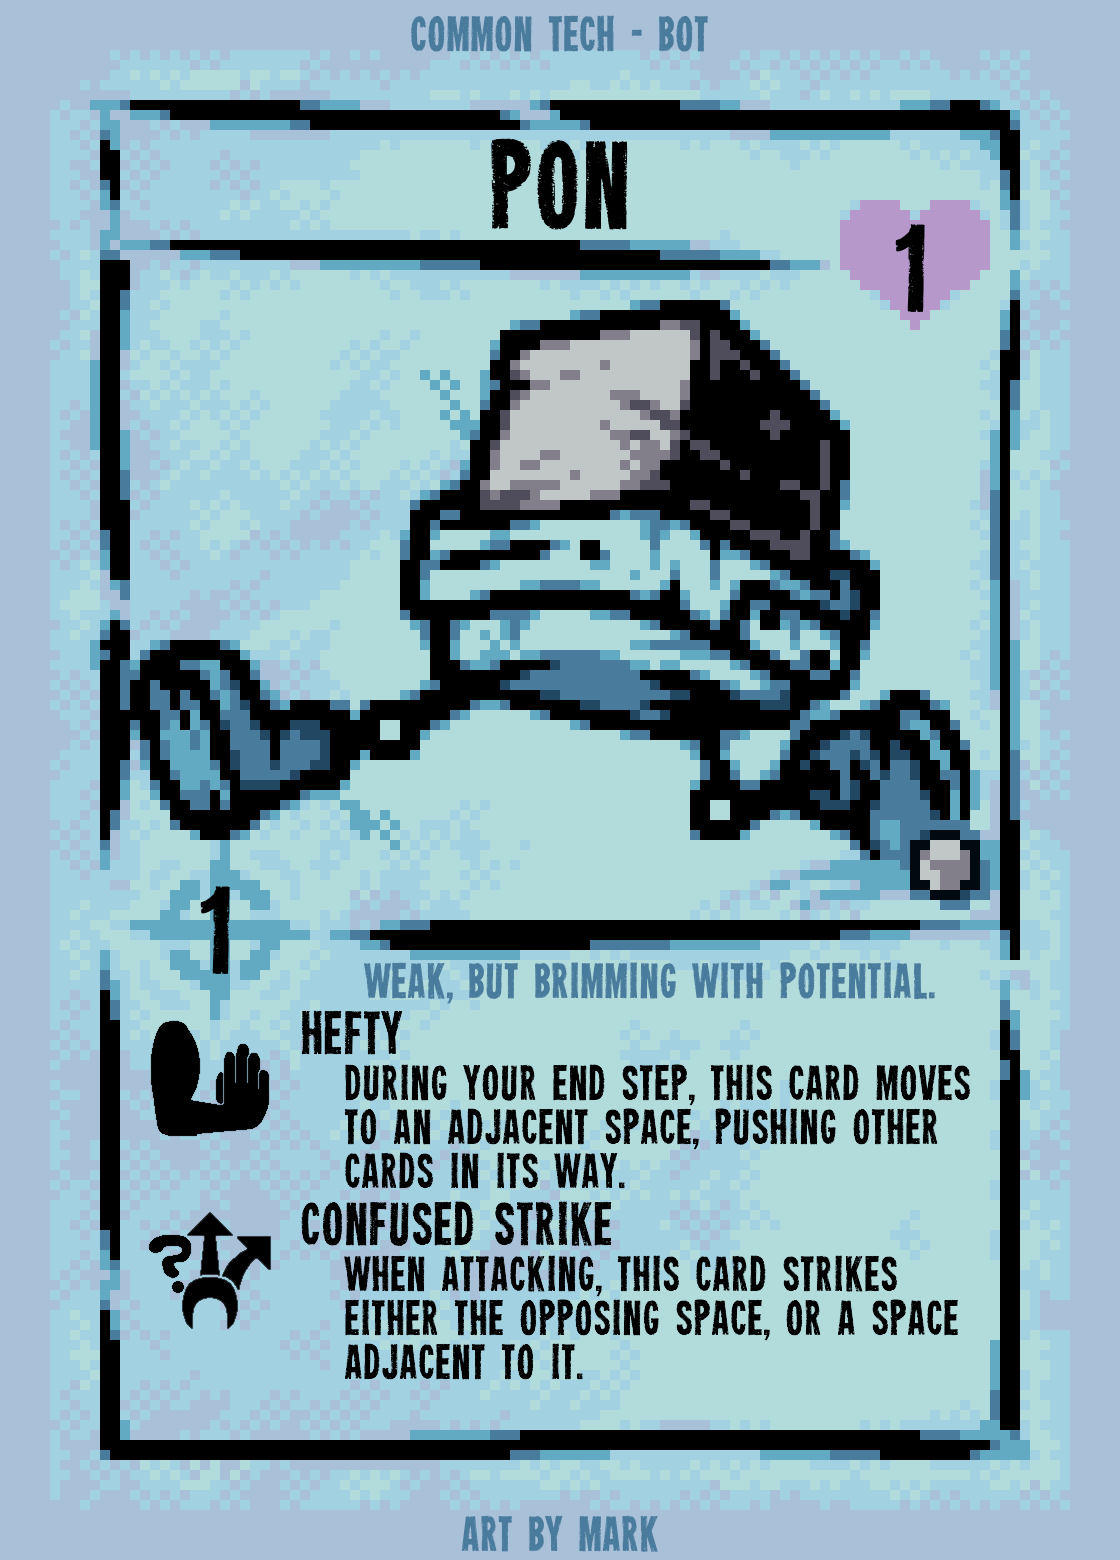 COMMON TECH - BOT
PON
1
1
WEAK, BUT BRIMMING WITH POTENTIAL.
HEFTY
DURING YOUR END STEP, THIS CARD MOVES
TO AN ADJACENT SPACE, PUSHING OTHER
CARDS IN ITS WAY.
?
CONFUSED STRIKE
WHEN ATTACKING, THIS CARD STRIKES
EITHER THE OPPOSING SPACE, OR A SPACE
ADJACENT TO IT.
ART BY MARK